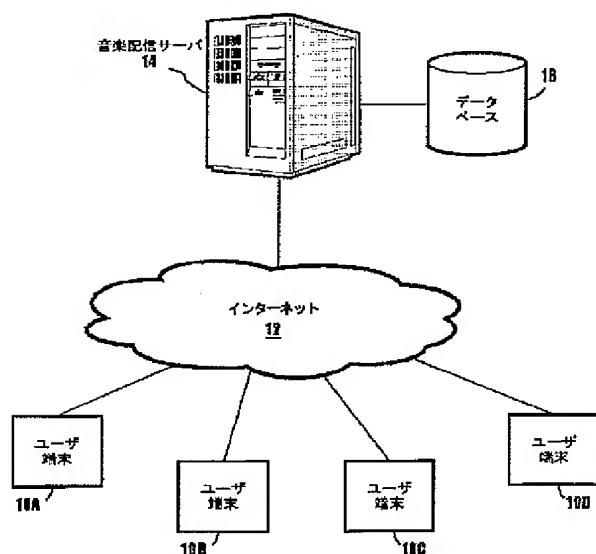 音楽配信サーバ
14
データ
ベース
16
インターネット
12
ユーザ
端末
10A
ユーザ
端末
10B
ユーザ
端末
10C
ユーザ
端末
10D